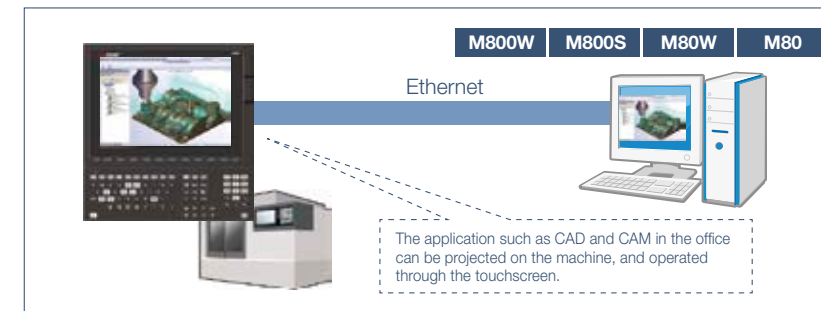 M800W M800S M80W M80
Ethernet
The application such as CAD and CAM in the office
can be projected on the machine, and operated
through the touchscreen.